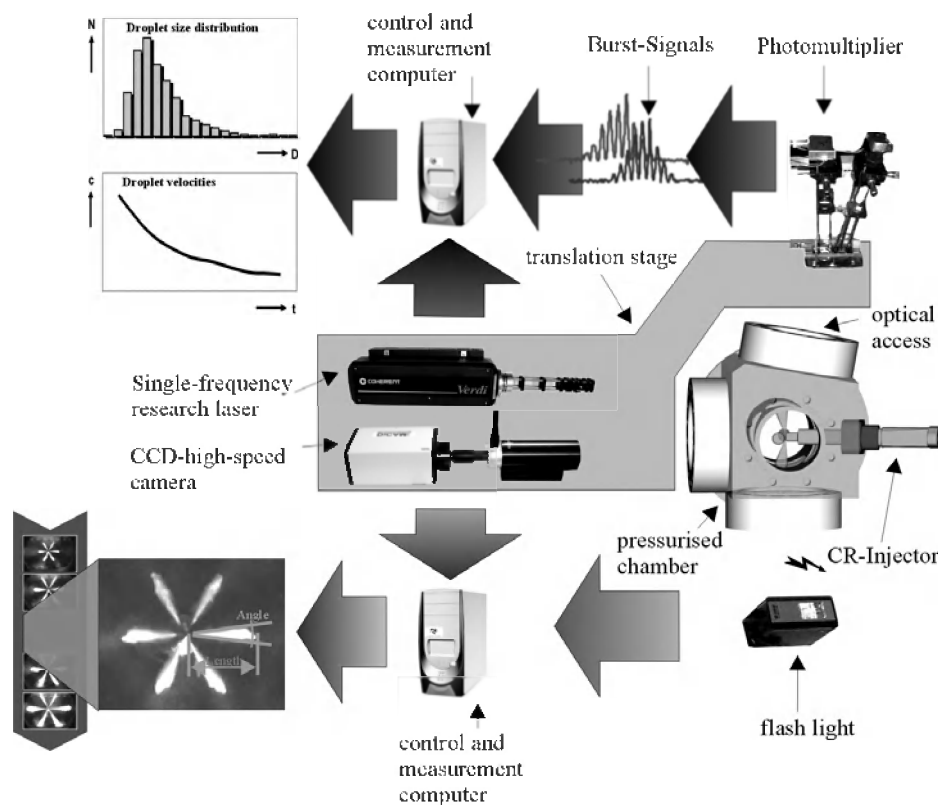 N
Droplet size distribution
D
c
Droplet velocities
t
control and
measurement
computer
Burst-Signals
Photomultiplier
translation stage
optical
access
Single-frequency
research laser
COHERENT
Verdi
CCD-high-speed
camera
pressurised
chamber
CR-Injector
Angle
Length
flash light
control and
measurement
computer